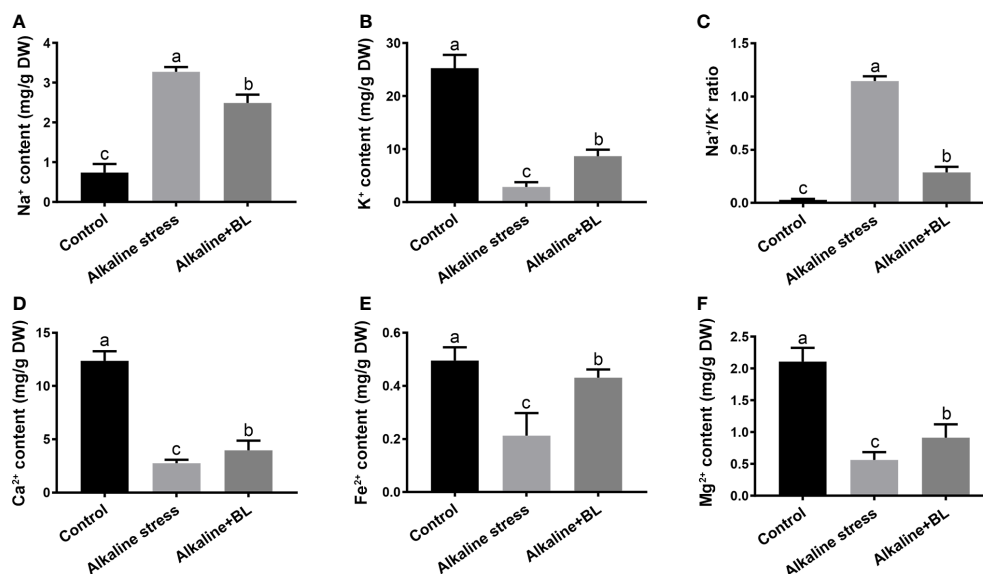 A
Na⁺ content (mg/g DW)
4
3
2
1
0
c
a
b
Control
Alkaline stress
Alkaline+BL
B
K⁺ content (mg/g DW)
30
20
10
0
a
c
b
Control
Alkaline stress
Alkaline+BL
C
Na⁺/K⁺ ratio
1.5
1.0
0.5
0.0
c
a
b
Control
Alkaline stress
Alkaline+BL
D
Ca²⁺ content (mg/g DW)
15
10
5
0
a
c
b
Control
Alkaline stress
Alkaline+BL
E
Fe²⁺ content (mg/g DW)
0.6
0.4
0.2
0.0
a
c
b
Control
Alkaline stress
Alkaline+BL
F
Mg²⁺ content (mg/g DW)
2.5
2.0
1.5
1.0
0.5
0.0
a
c
b
Control
Alkaline stress
Alkaline+BL